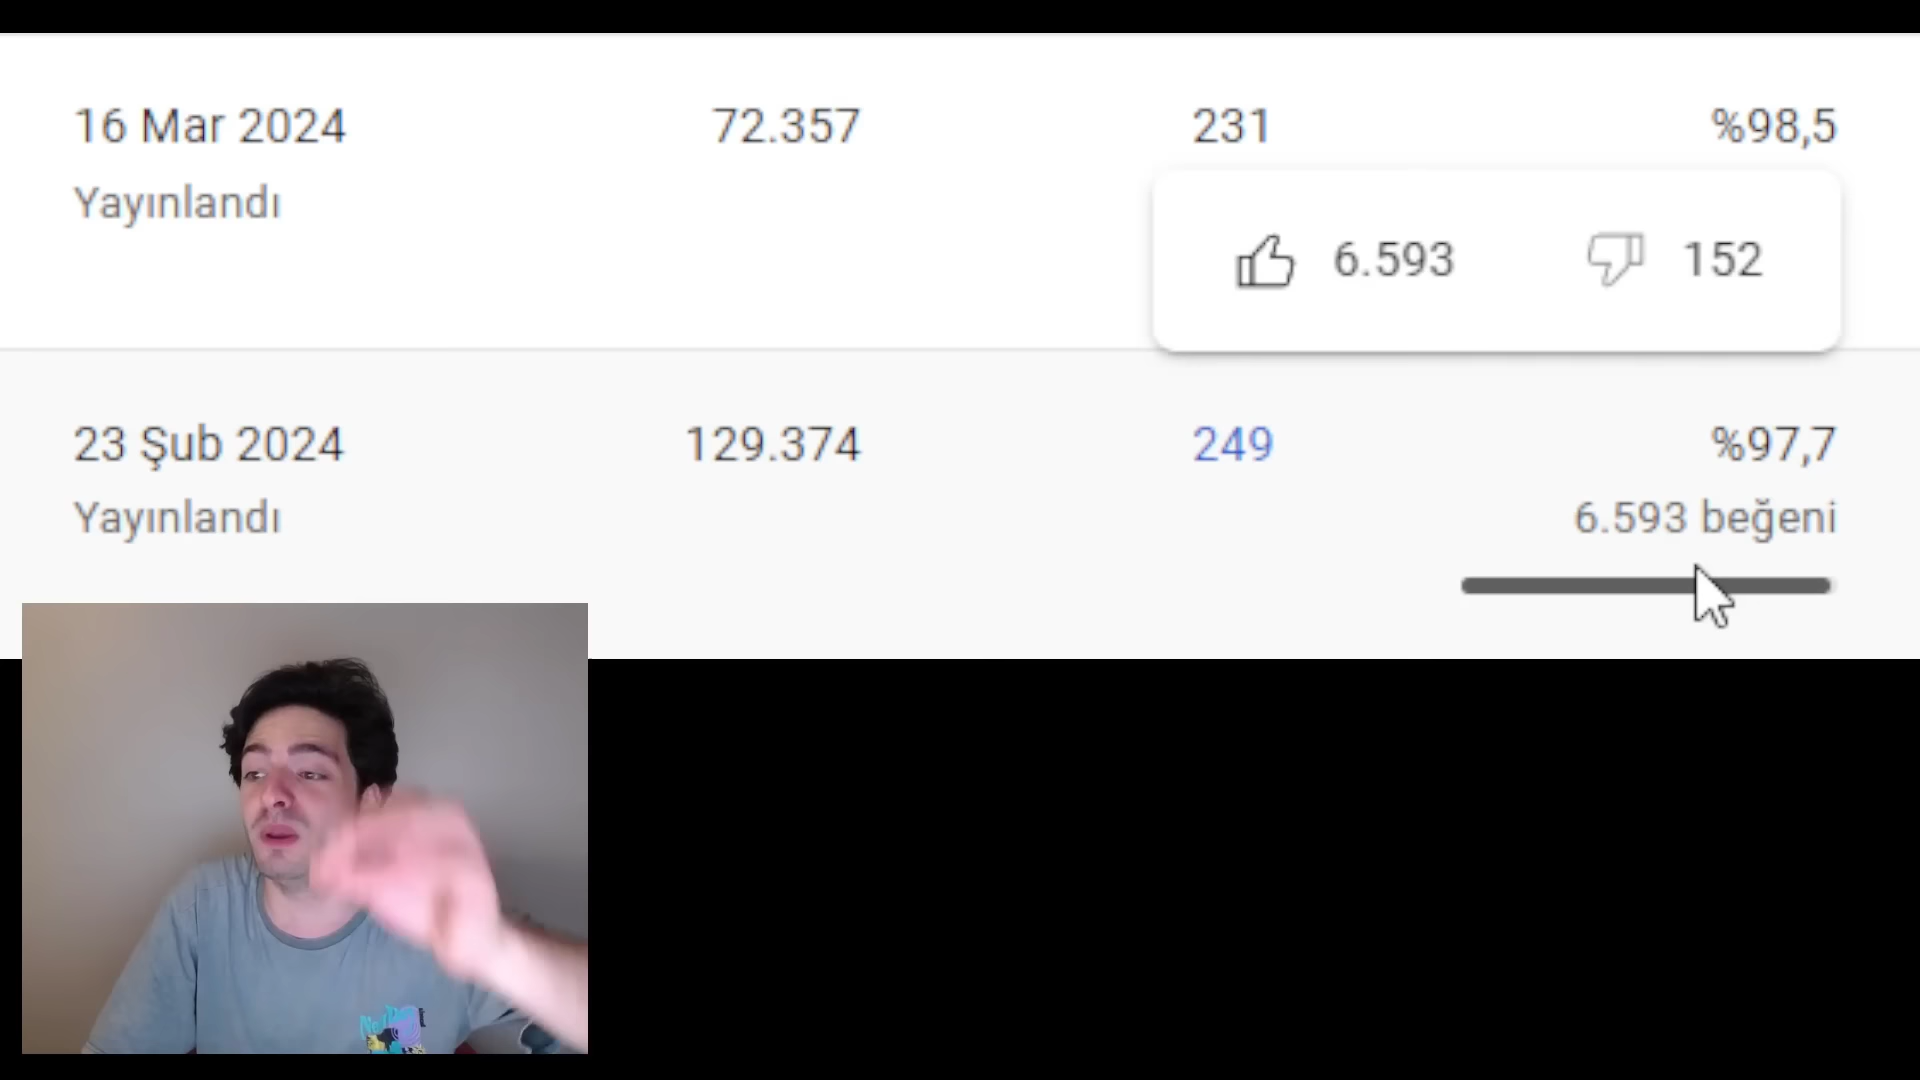 16 Mar 2024 72.357 231 %98,5
Yayınlandı
6.593 152
23 Şub 2024 129.374 249 %97,7
Yayınlandı 6.593 beğeni